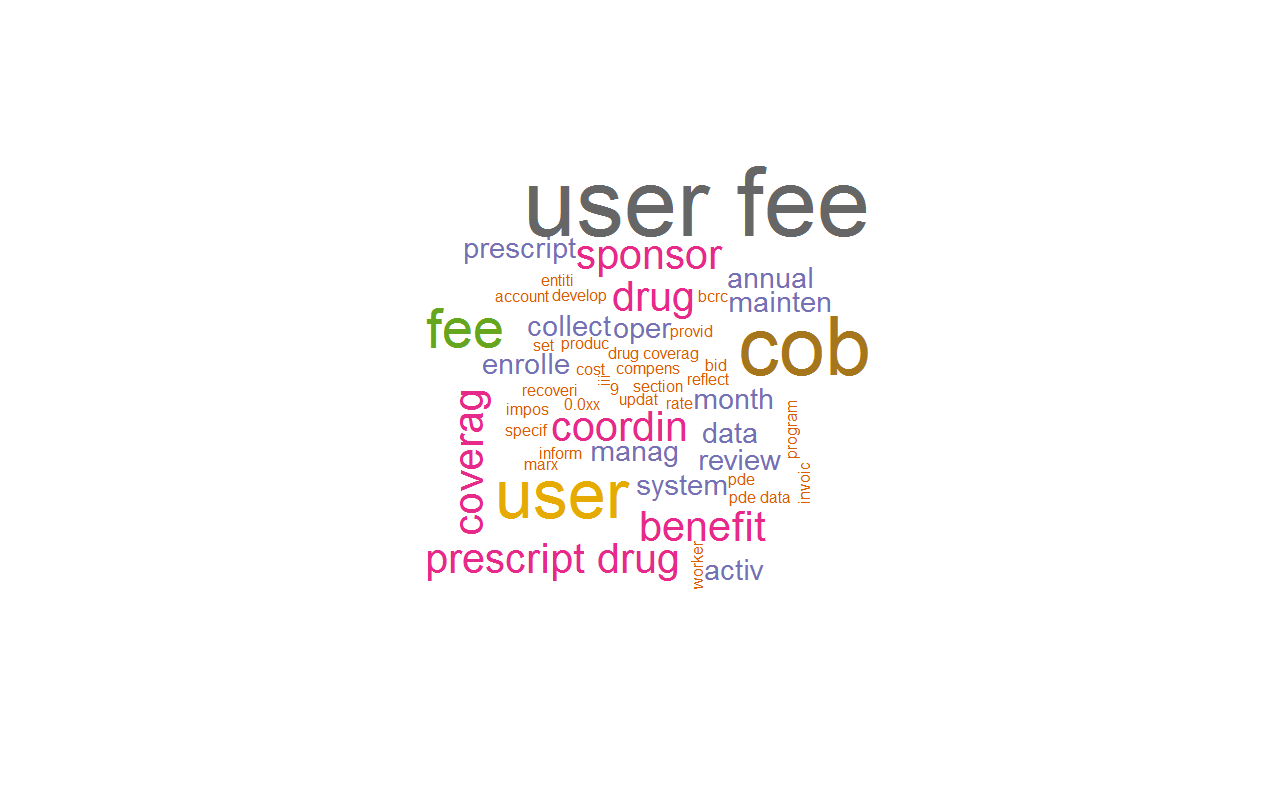 user fee
prescript
sponsor
entiti
annual
account
develop
drug
bcrc
mainten
fee
collect
oper
provid
cob
set
produc
drug coverag
enrolle
cost
compens
bid
iii
9
section
reflect
recoveri
coverag
impos
0.0xx
updat
rate
month
program
specif
coordin
data
inform
manag
review
marx
invoic
user
system
pde
pde data
benefit
prescript drug
worker
activ